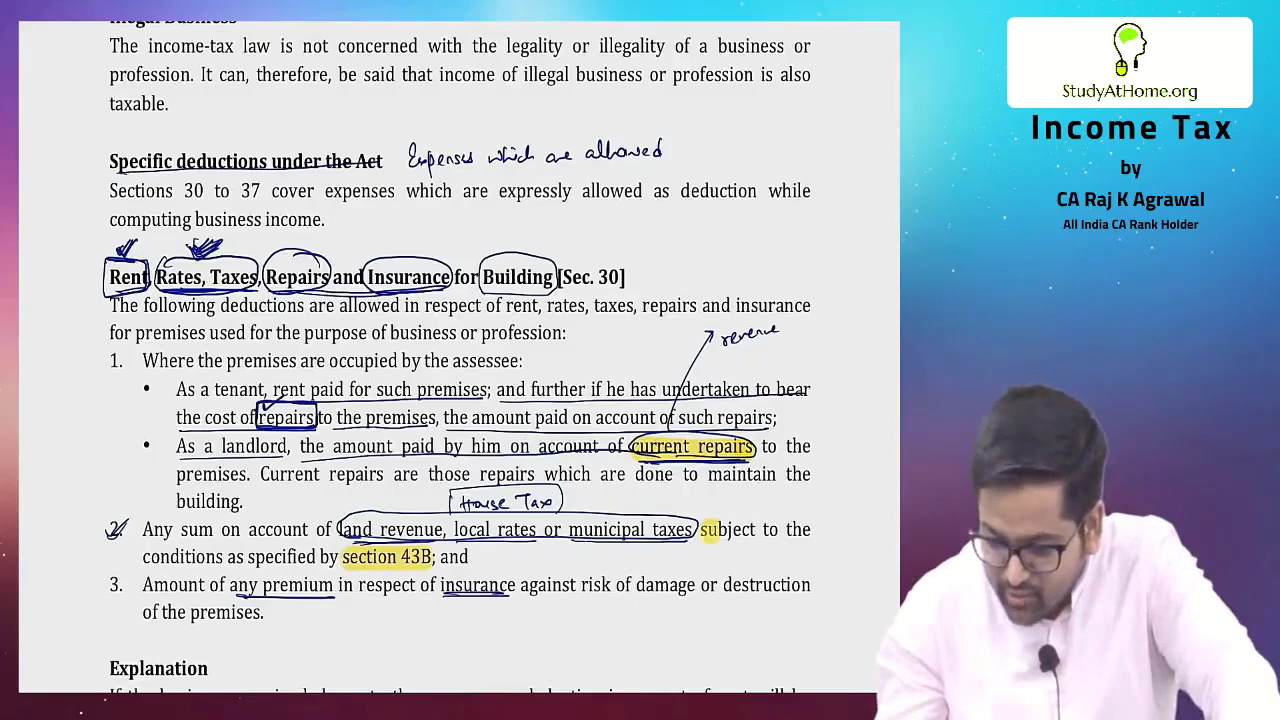 Illegal Business
The income-tax law is not concerned with the legality or illegality of a business or
profession. It can, therefore, be said that income of illegal business or profession is also
taxable.
Specific deductions under the Act Expenses which are allowed
Sections 30 to 37 cover expenses which are expressly allowed as deduction while
computing business income.
Rent, Rates, Taxes, Repairs and Insurance for Building [Sec. 30]
The following deductions are allowed in respect of rent, rates, taxes, repairs and insurance
for premises used for the purpose of business or profession:
revenue
1. Where the premises are occupied by the assessee:
• As a tenant, rent paid for such premises; and further if he has undertaken to bear
the cost of repairs to the premises, the amount paid on account of such repairs;
• As a landlord, the amount paid by him on account of current repairs to the
premises. Current repairs are those repairs which are done to maintain the
building.
House Tax
2. Any sum on account of land revenue, local rates or municipal taxes subject to the
conditions as specified by section 43B; and
3. Amount of any premium in respect of insurance against risk of damage or destruction
of the premises.
Explanation
StudyAtHome.org
Income Tax
by
CA Raj K Agrawal
All India CA Rank Holder